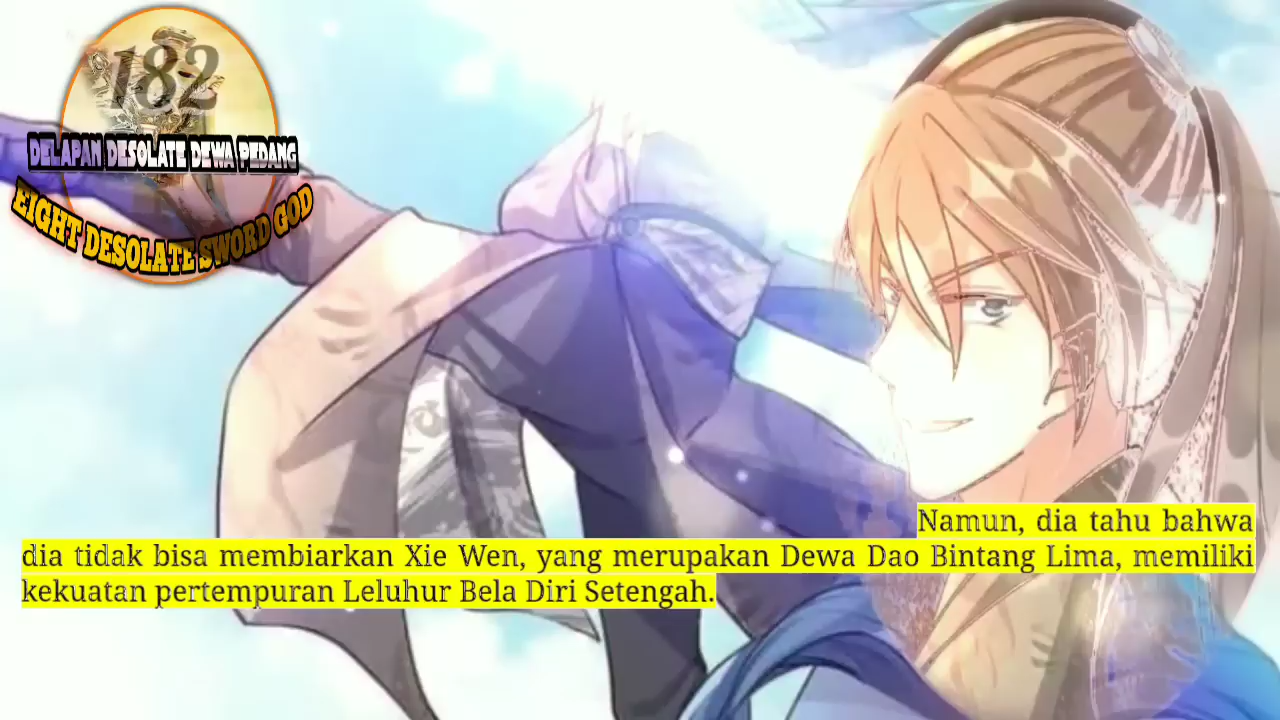 182
DELAPAN DESOLATE DEWA PEDANG
EIGHT DESOLATE SWORD GOD
Namun, dia tahu bahwa
dia tidak bisa membiarkan Xie Wen, yang merupakan Dewa Dao Bintang Lima, memiliki
kekuatan pertempuran Leluhur Bela Diri Setengah.